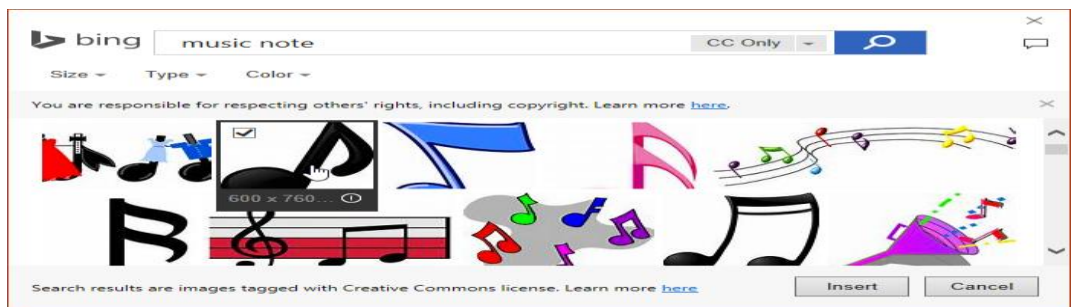 bing music note CC Only
Size Type Color
You are responsible for respecting others' rights, including copyright. Learn more here.
600 x 760...
Search results are images tagged with Creative Commons license. Learn more here Insert Cancel